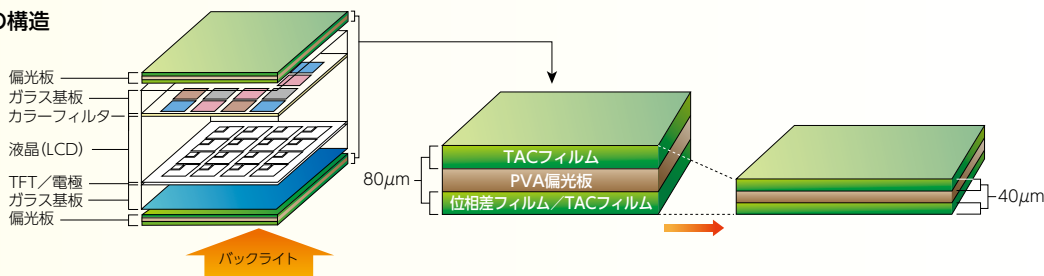 の構造
偏光板
ガラス基板
カラーフィルター
液晶(LCD)
TFT／電極
ガラス基板
偏光板
バックライト
80μm
TACフィルム
PVA偏光板
位相差フィルム／TACフィルム
40μm